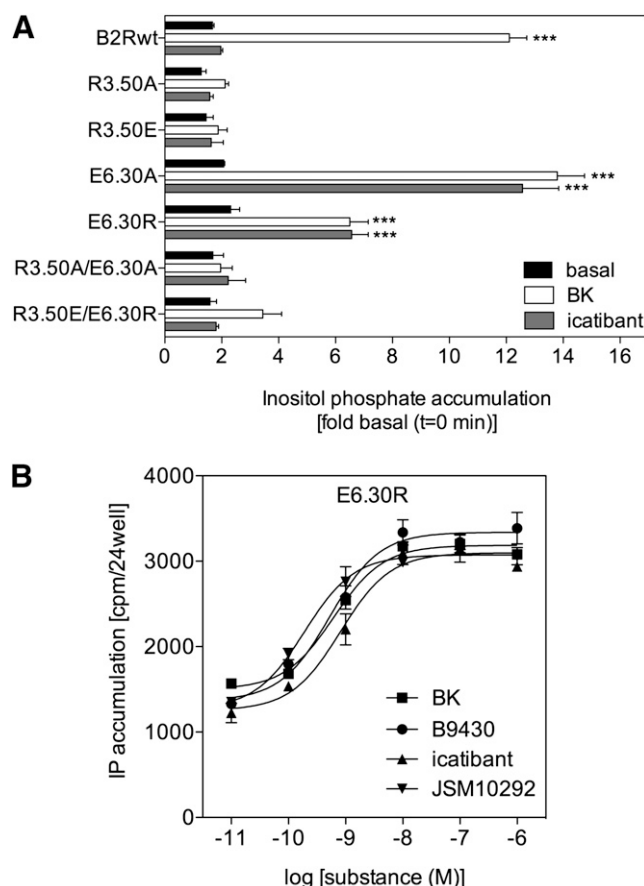 A
B2Rwt
***
R3.50A
R3.50E
E6.30A
***
***
E6.30R
***
***
R3.50A/E6.30A
R3.50E/E6.30R
basal
BK
icatibant
0 2 4 6 8 10 12 14 16
Inositol phosphate accumulation
[fold basal (t=0 min)]
B
E6.30R
IP accumulation [cpm/24well]
4000
3000
2000
1000
0
BK
B9430
icatibant
JSM10292
-11 -10 -9 -8 -7 -6
log [substance (M)]